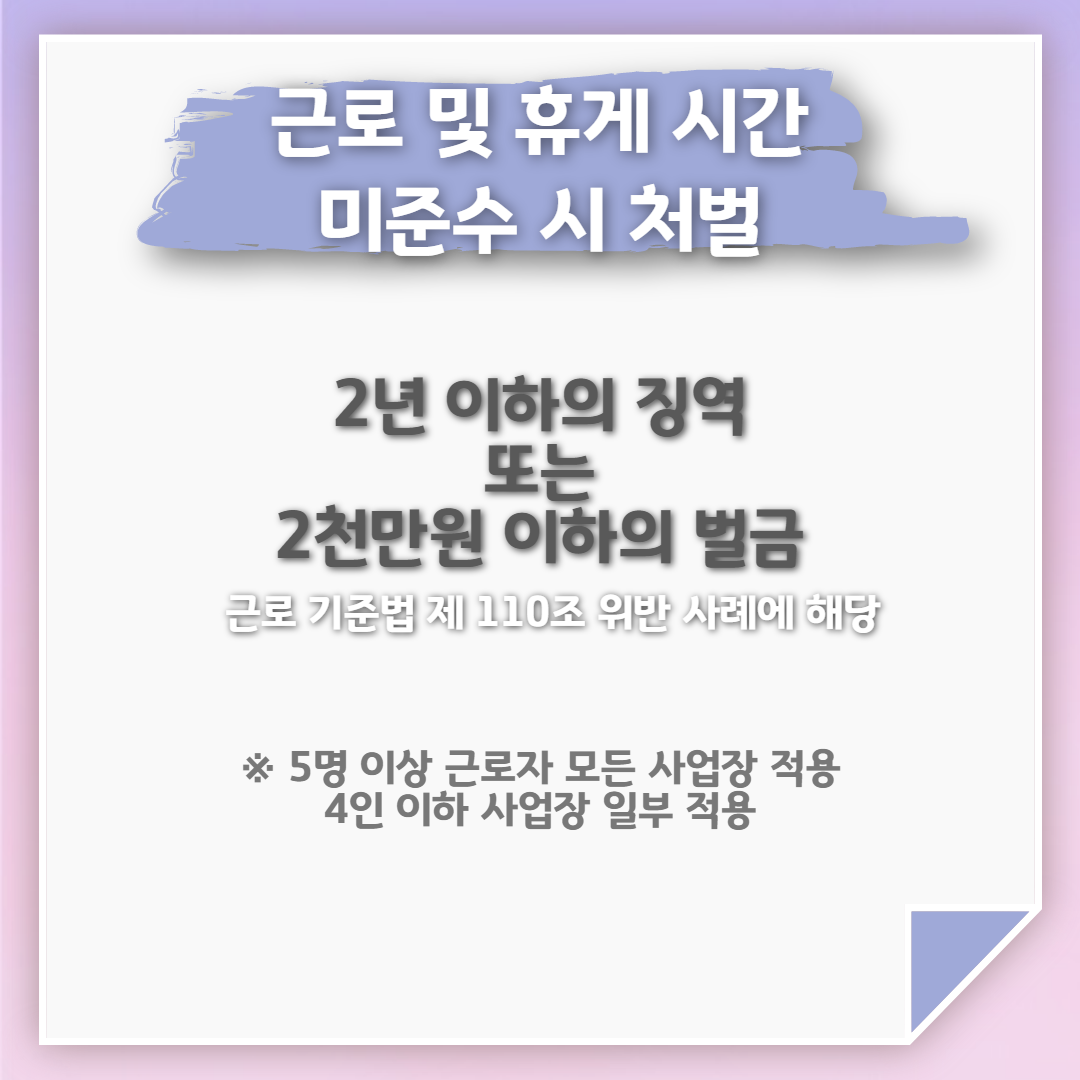 근로 및 휴게 시간
미준수 시 처벌
2년 이하의 징역
또는
2천만원 이하의 벌금
근로 기준법 제 110조 위반 사례에 해당
※ 5명 이상 근로자 모든 사업장 적용
4인 이하 사업장 일부 적용